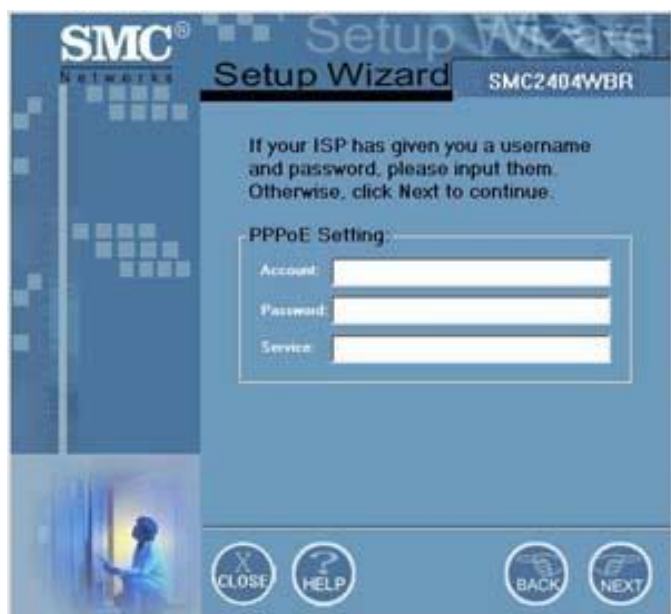 SMC®
Networks
Setup Wizard
Setup Wizard
SMC2404WBR
If your ISP has given you a username
and password, please input them.
Otherwise, click Next to continue.
PPPoE Setting:
Account:
Password:
Service:
X
CLOSE
?
HELP
BACK
NEXT